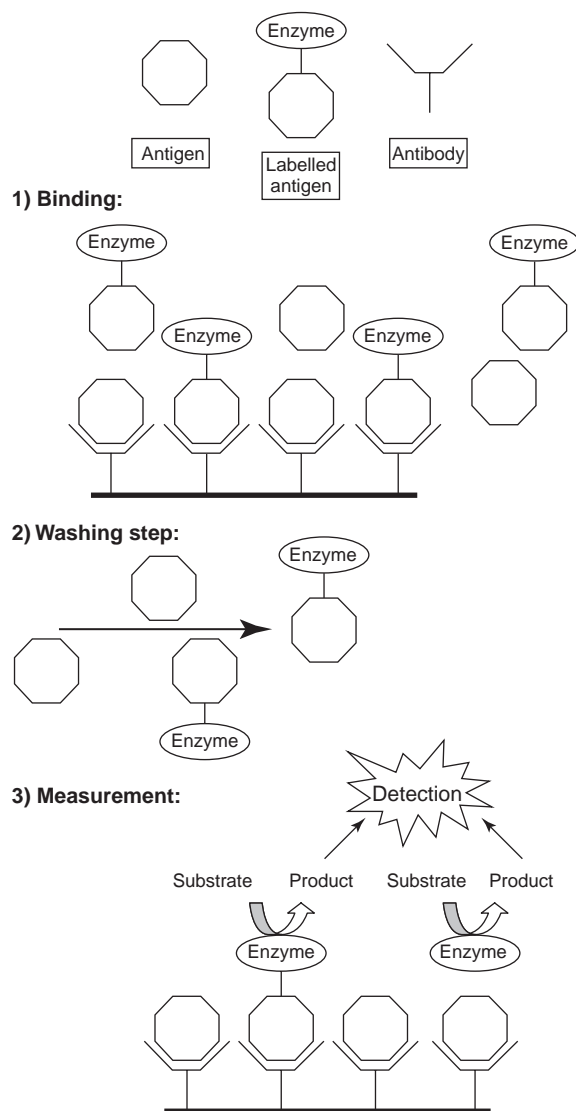 Enzyme
Antigen
Labelled
antigen
Antibody
1) Binding:
Enzyme
Enzyme
Enzyme
Enzyme
2) Washing step:
Enzyme
Enzyme
3) Measurement:
Detection
Substrate Product Substrate Product
Enzyme Enzyme